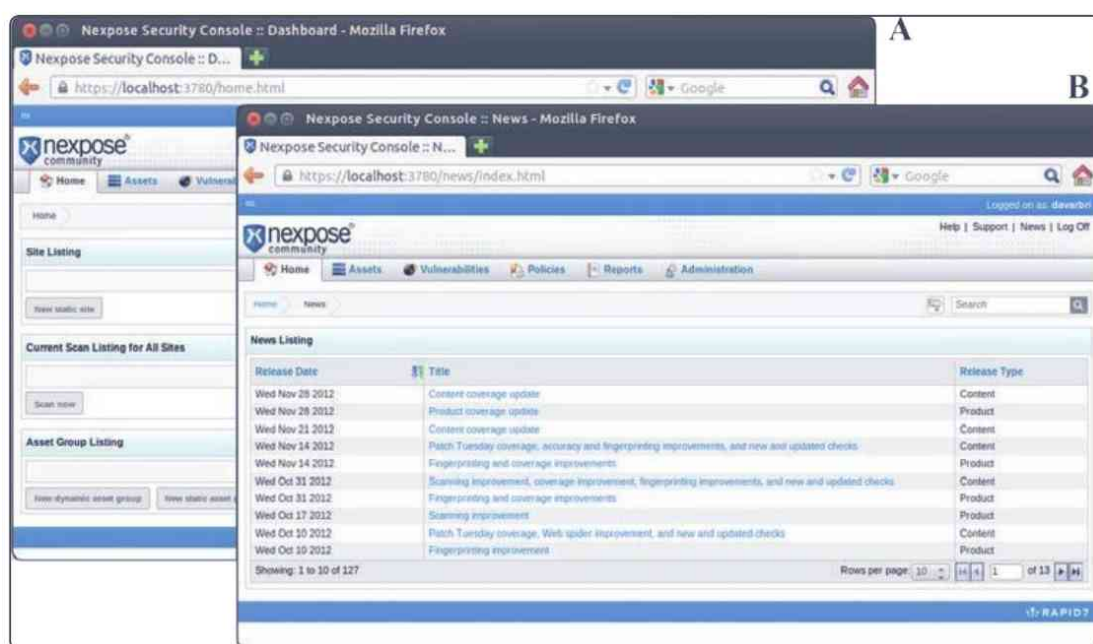 Nexpose Security Console :: Dashboard - Mozilla Firefox
A
Nexpose Security Console :: D...
https://localhost:3780/home.html
Google
B
nexpose®
community
Home Assets Vulnerabil
Home
Site Listing
New static site
Current Scan Listing for All Sites
Scan now
Asset Group Listing
New dynamic asset group New static asset
Nexpose Security Console :: News - Mozilla Firefox
Nexpose Security Console :: N...
https://localhost:3780/news/index.html
Google
Logged on as: daverbri
nexpose®
community
Help | Support | News | Log Off
Home Assets Vulnerabilities Policies Reports Administration
Home News
Search
News Listing
Release Date Title Release Type
Wed Nov 28 2012 Content coverage update Content
Wed Nov 28 2012 Product coverage update Product
Wed Nov 21 2012 Content coverage update Content
Wed Nov 14 2012 Patch Tuesday coverage, accuracy and fingerprinting improvements, and new and updated checks Content
Wed Nov 14 2012 Fingerprinting and coverage improvements Product
Wed Oct 31 2012 Scanning improvement, coverage improvement, fingerprinting improvements, and new and updated checks Content
Wed Oct 31 2012 Fingerprinting and coverage improvements Product
Wed Oct 17 2012 Scanning improvement Product
Wed Oct 10 2012 Patch Tuesday coverage, Web spider improvement, and new and updated checks Content
Wed Oct 10 2012 Fingerprinting improvement Product
Showing: 1 to 10 of 127 Rows per page: 10 1 of 13
RAPID7